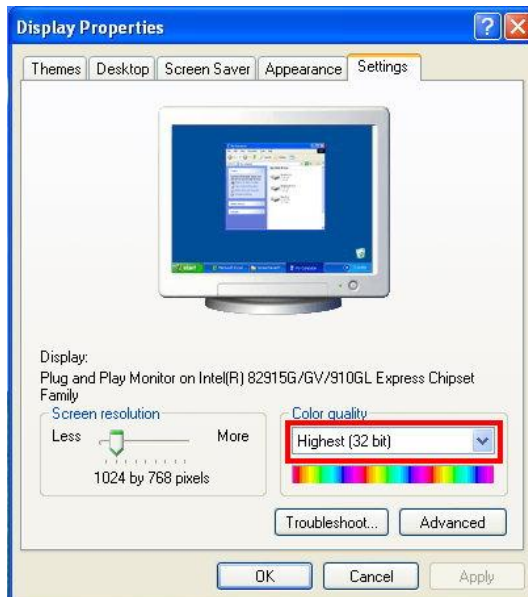 Display Properties
Themes Desktop Screen Saver Appearance Settings
Display:
Plug and Play Monitor on Intel(R) 82915G/GV/910GL Express Chipset
Family
Screen resolution
Less More
1024 by 768 pixels
Color quality
Highest (32 bit)
Troubleshoot... Advanced
OK Cancel Apply